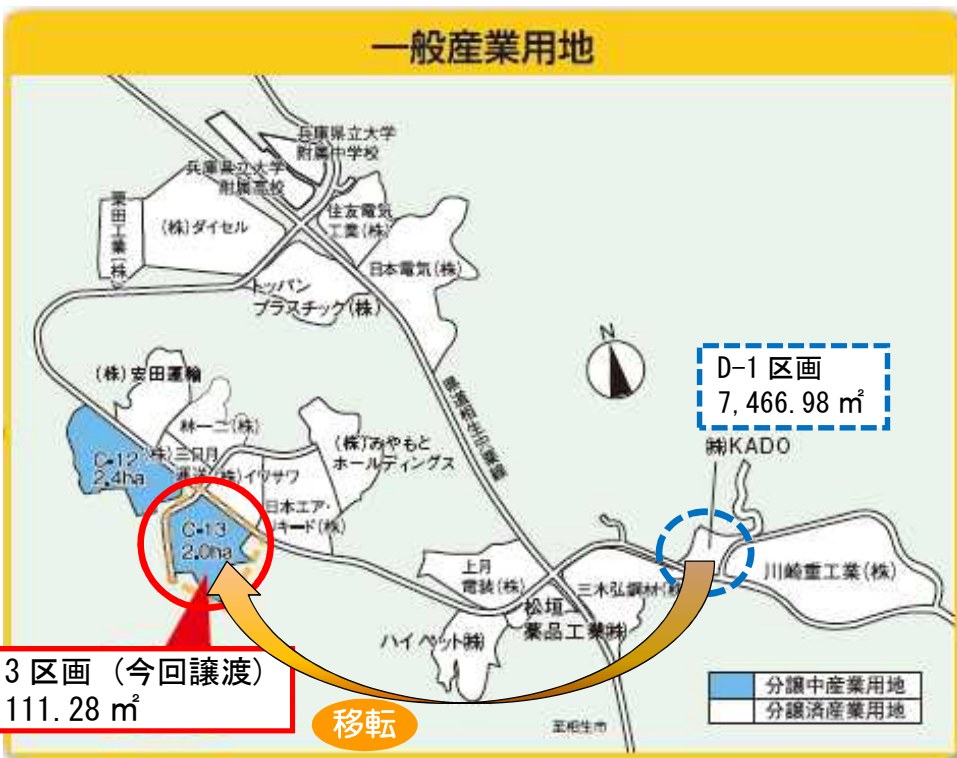 一般産業用地
兵庫県立大学
附属中学校
兵庫県立大学
附属高校
栗田工業(株)
(株)ダイセル
住友電気
工業(株)
日本電気(株)
トッパン
プラスチック(株)
N
D-1 区画
7,466.98 ㎡
㈱KADO
(株)安田運輸
林一二(株)
(株)みやもと
ホールディングス
C-12
2.4ha
(株)三日月
運送
(株)イワサワ
日本エア・
リキード(株)
C-13
2.0ha
上月
電装(株)
三木弘鋼材(株)
川崎重工業(株)
松垣
薬品工業㈱
ハイペット㈱
3 区画 (今回譲渡)
111.28 ㎡
移転
至相生市
分譲中産業用地
分譲済産業用地